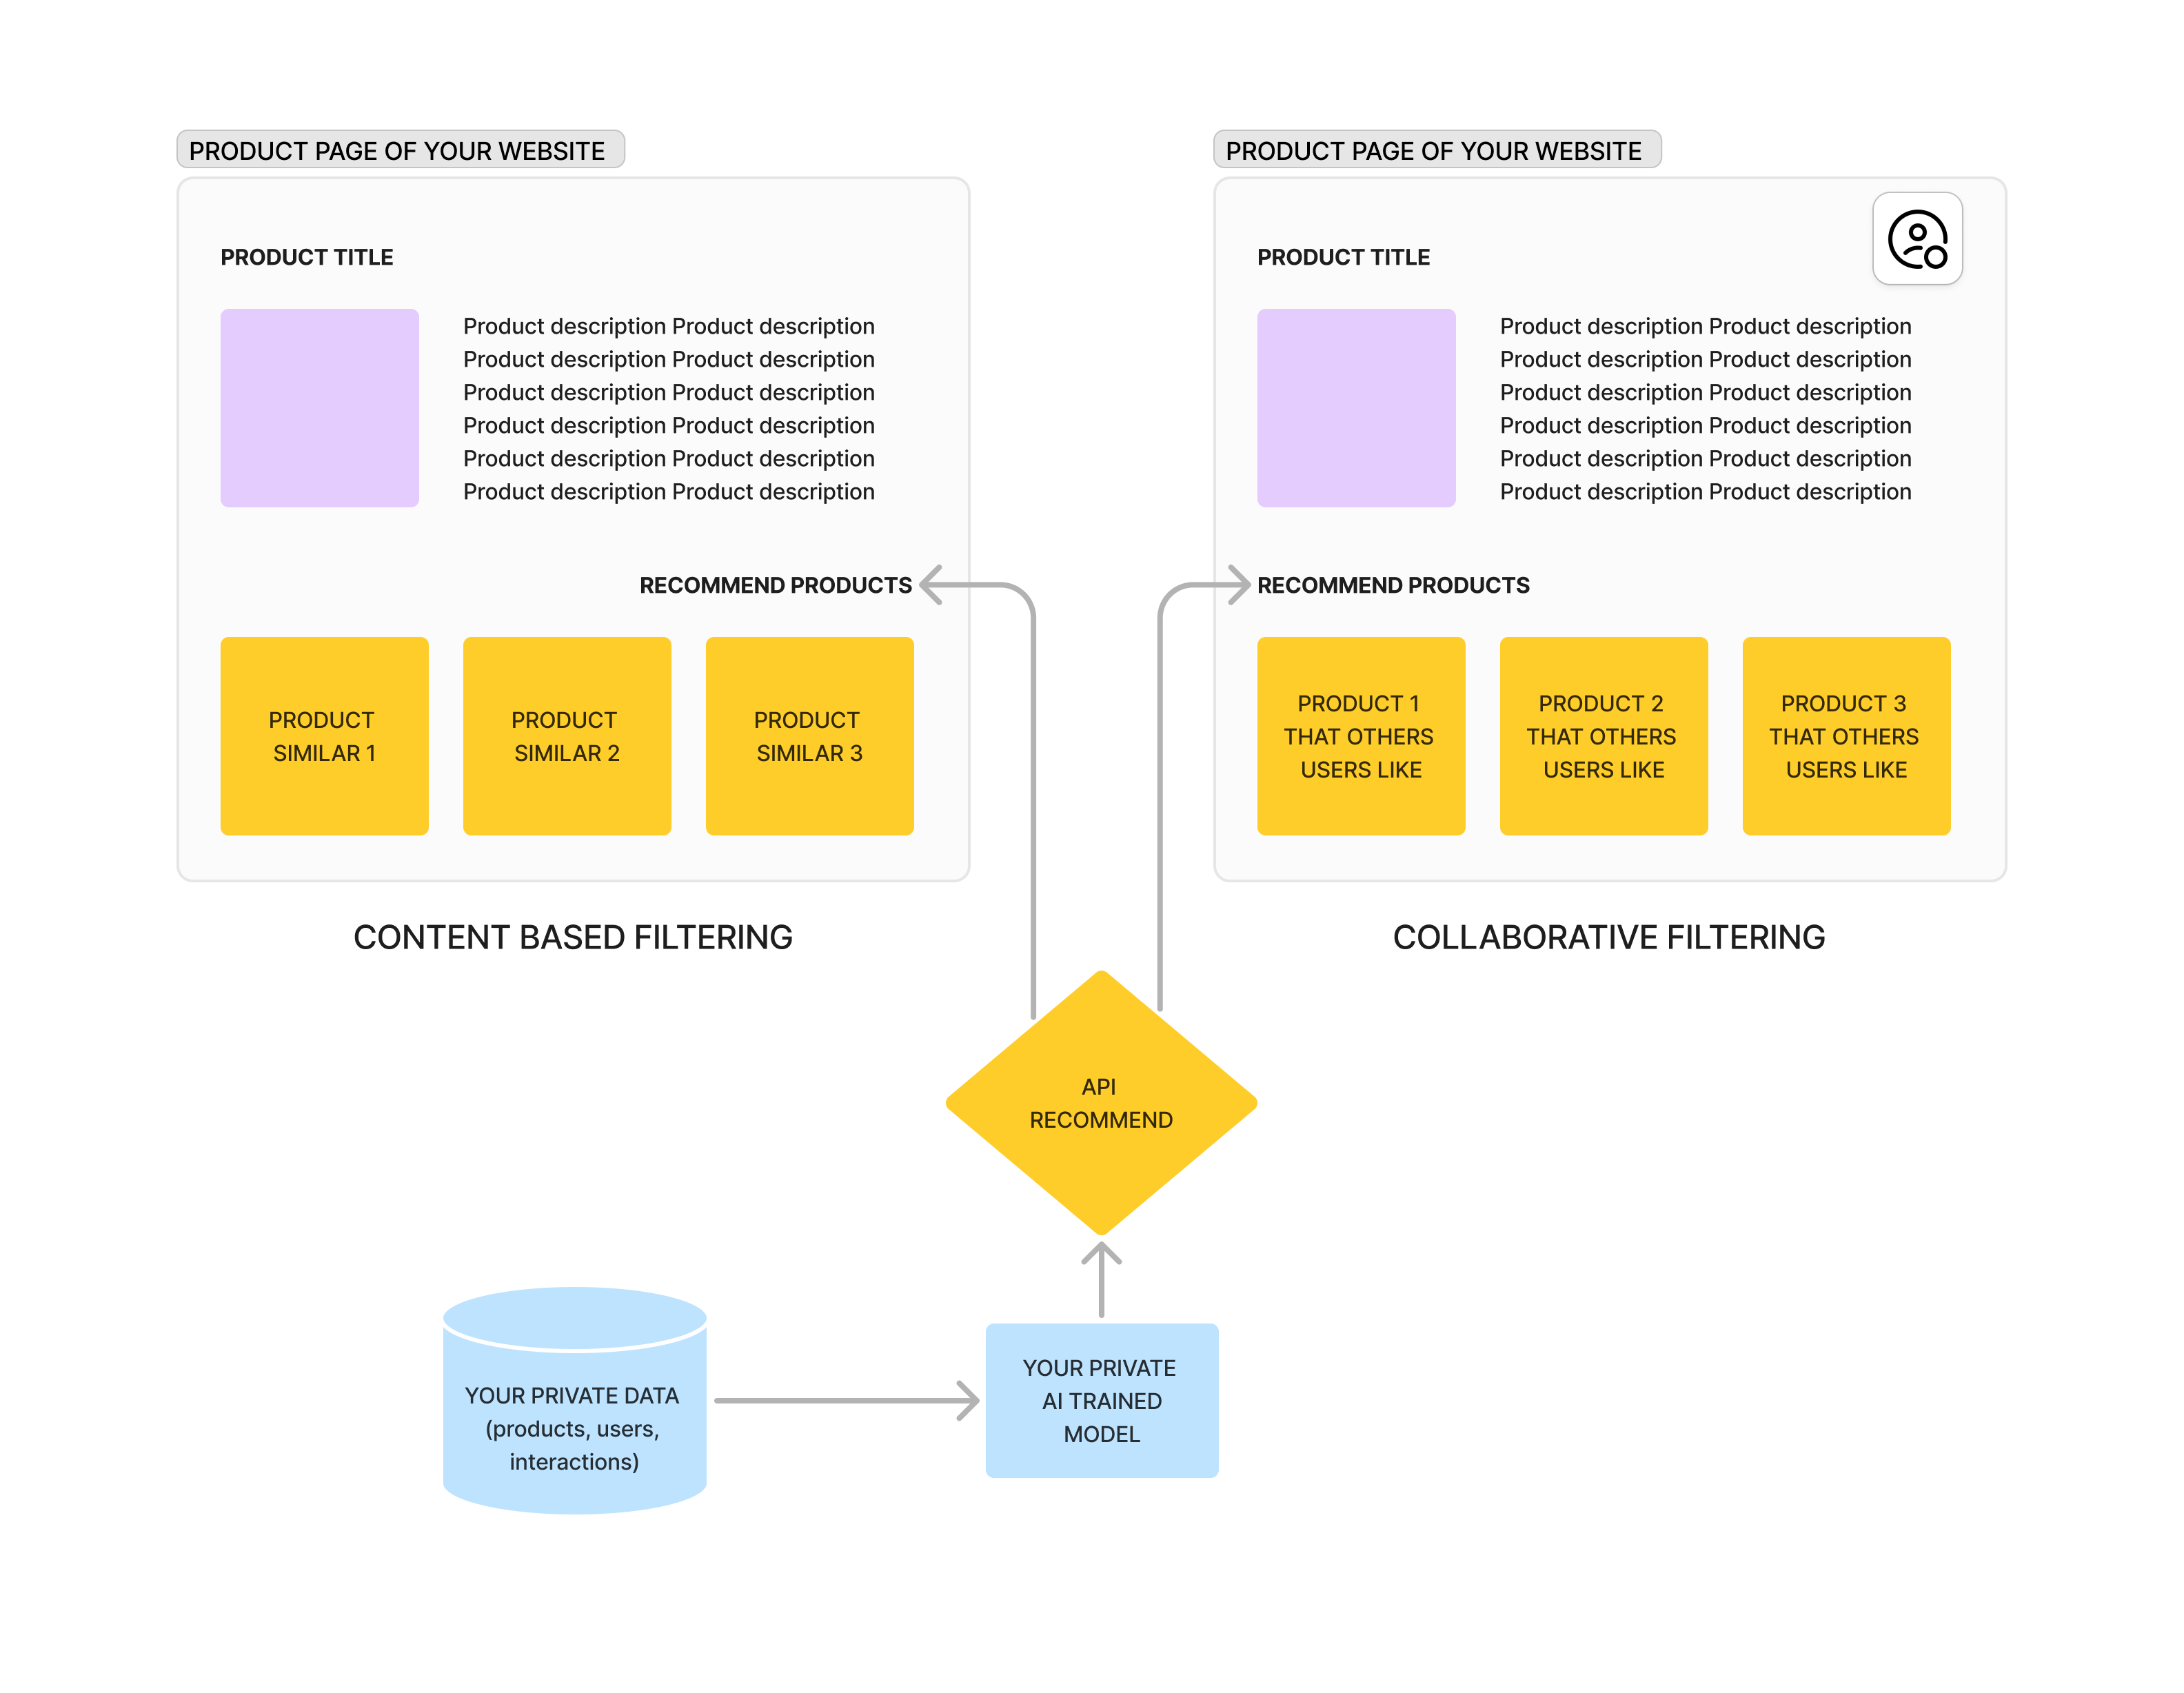 PRODUCT PAGE OF YOUR WEBSITE
PRODUCT TITLE
Product description Product description
Product description Product description
Product description Product description
Product description Product description
Product description Product description
Product description Product description
RECOMMEND PRODUCTS
PRODUCT
SIMILAR 1
PRODUCT
SIMILAR 2
PRODUCT
SIMILAR 3
CONTENT BASED FILTERING
PRODUCT PAGE OF YOUR WEBSITE
PRODUCT TITLE
Product description Product description
Product description Product description
Product description Product description
Product description Product description
Product description Product description
Product description Product description
RECOMMEND PRODUCTS
PRODUCT 1
THAT OTHERS
USERS LIKE
PRODUCT 2
THAT OTHERS
USERS LIKE
PRODUCT 3
THAT OTHERS
USERS LIKE
COLLABORATIVE FILTERING
API
RECOMMEND
YOUR PRIVATE DATA
(products, users,
interactions)
YOUR PRIVATE
AI TRAINED
MODEL